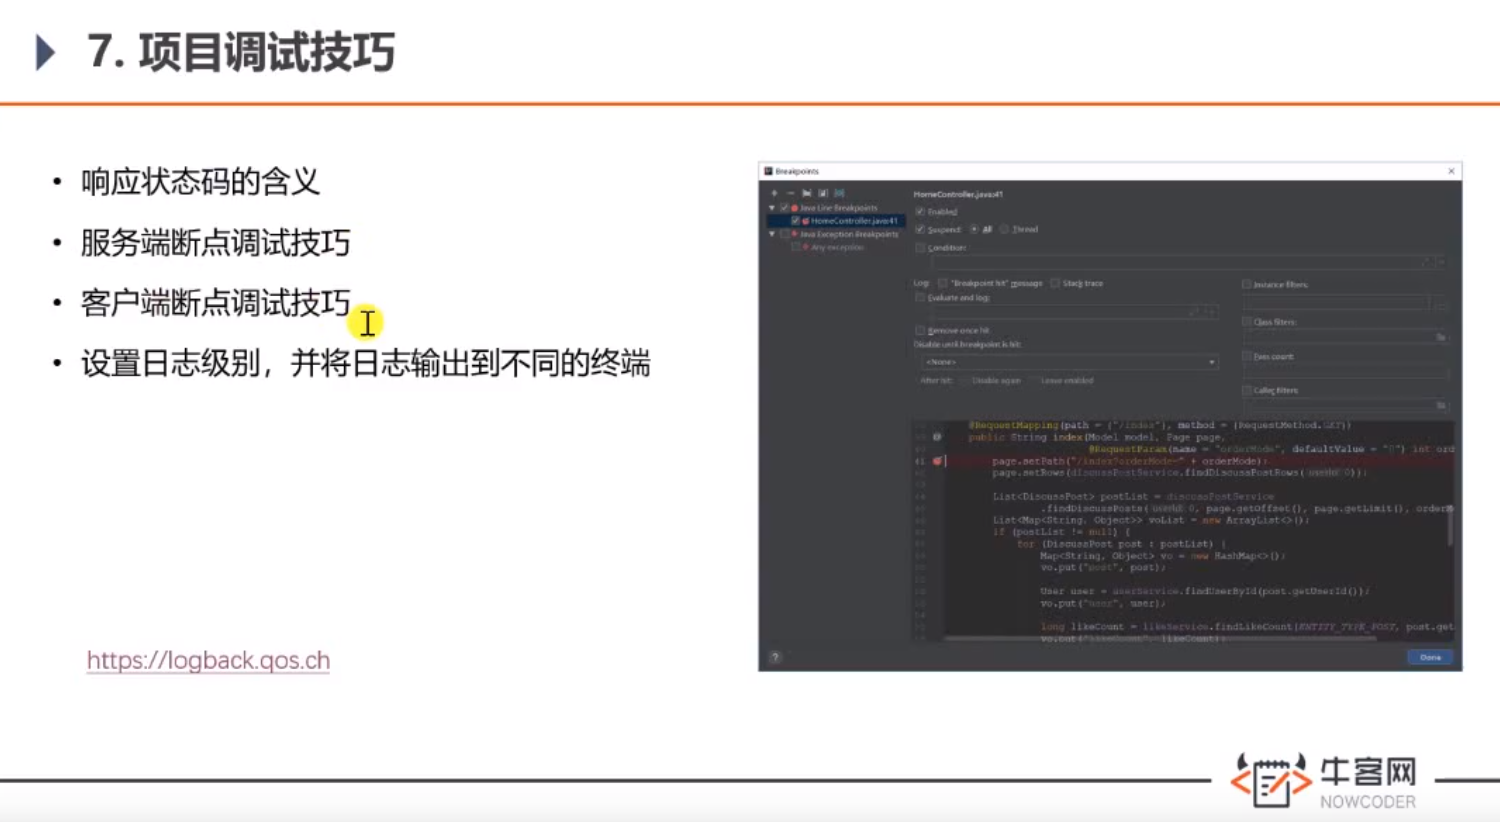 7. 项目调试技巧
• 响应状态码的含义
• 服务端断点调试技巧
• 客户端断点调试技巧
• 设置日志级别，并将日志输出到不同的终端
https://logback.qos.ch
Breakpoints
Java Line Breakpoints
HomeController.java:41
Java Exception Breakpoints
Any exception
HomeController.java:41
Enabled
Suspend: All Thread
Condition:
Log: "Breakpoint hit" message Stack trace
Evaluate and log:
Remove once hit
Disable until breakpoint is hit:
<None>
After hit: Disable again Leave enabled
Instance filters:
Class filters:
Pass count:
Caller filters:
@RequestMapping(path = {"/index"}, method = {RequestMethod.GET})
public String index(Model model, Page page,
@RequestParam(name = "orderMode", defaultValue = "0") int ord
41 page.setPath("/index?orderMode=" + orderMode);
page.setRows(discussPostService.findDiscussPostRows( userId: 0));
List<DiscussPost> postList = discussPostService
.findDiscussPosts( userId: 0, page.getOffset(), page.getLimit(), orderM
List<Map<String, Object>> voList = new ArrayList<>();
if (postList != null) {
for (DiscussPost post : postList) {
Map<String, Object> vo = new HashMap<>();
vo.put("post", post);
User user = userService.findUserById(post.getUserId());
vo.put("user", user);
long likeCount = likeService.findLikeCount(ENTITY_TYPE_POST, post.get
vo.put("likeCount", likeCount);
?
Done
牛客网
NOWCODER